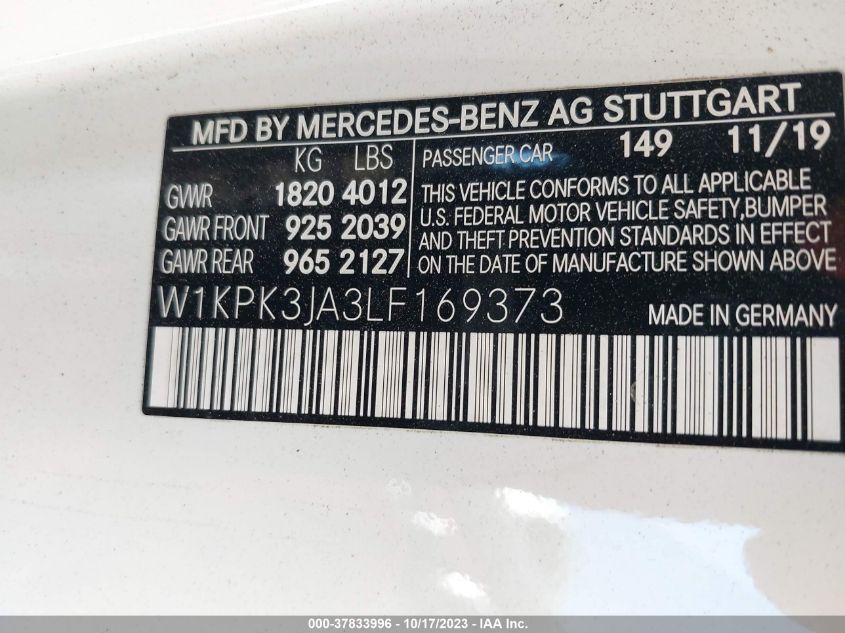 MFD BY MERCEDES-BENZ AG STUTTGART
KG LBS
GVWR 1820 4012
GAWR FRONT 925 2039
GAWR REAR 965 2127
PASSENGER CAR 149 11/19
THIS VEHICLE CONFORMS TO ALL APPLICABLE
U.S. FEDERAL MOTOR VEHICLE SAFETY,BUMPER
AND THEFT PREVENTION STANDARDS IN EFFECT
ON THE DATE OF MANUFACTURE SHOWN ABOVE
W1KPK3JA3LF169373 MADE IN GERMANY
000-37833996 - 10/17/2023 - IAA Inc.